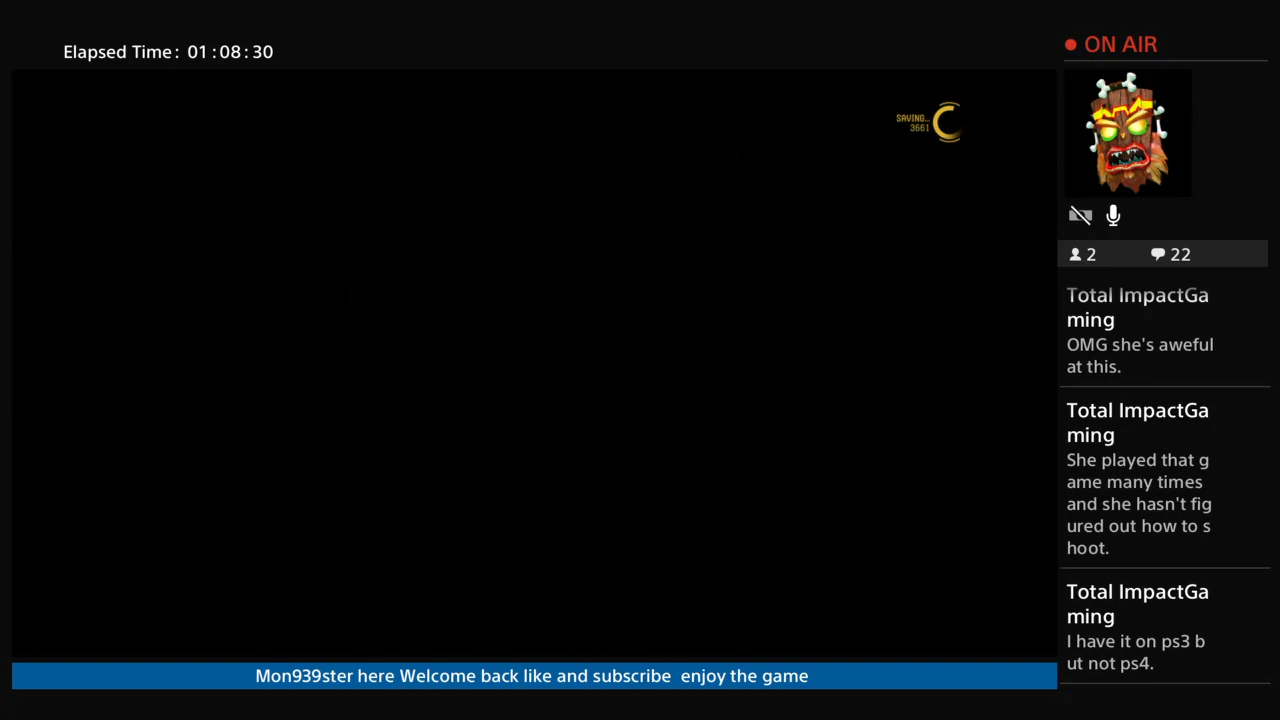 Elapsed Time: 01:08:30
ON AIR
SAVING...
3661
2 22
Total ImpactGa
ming
OMG she's aweful
at this.
Total ImpactGa
ming
She played that g
ame many times
and she hasn't fig
ured out how to s
hoot.
Total ImpactGa
ming
I have it on ps3 b
ut not ps4.
Mon939ster here Welcome back like and subscribe  enjoy the game